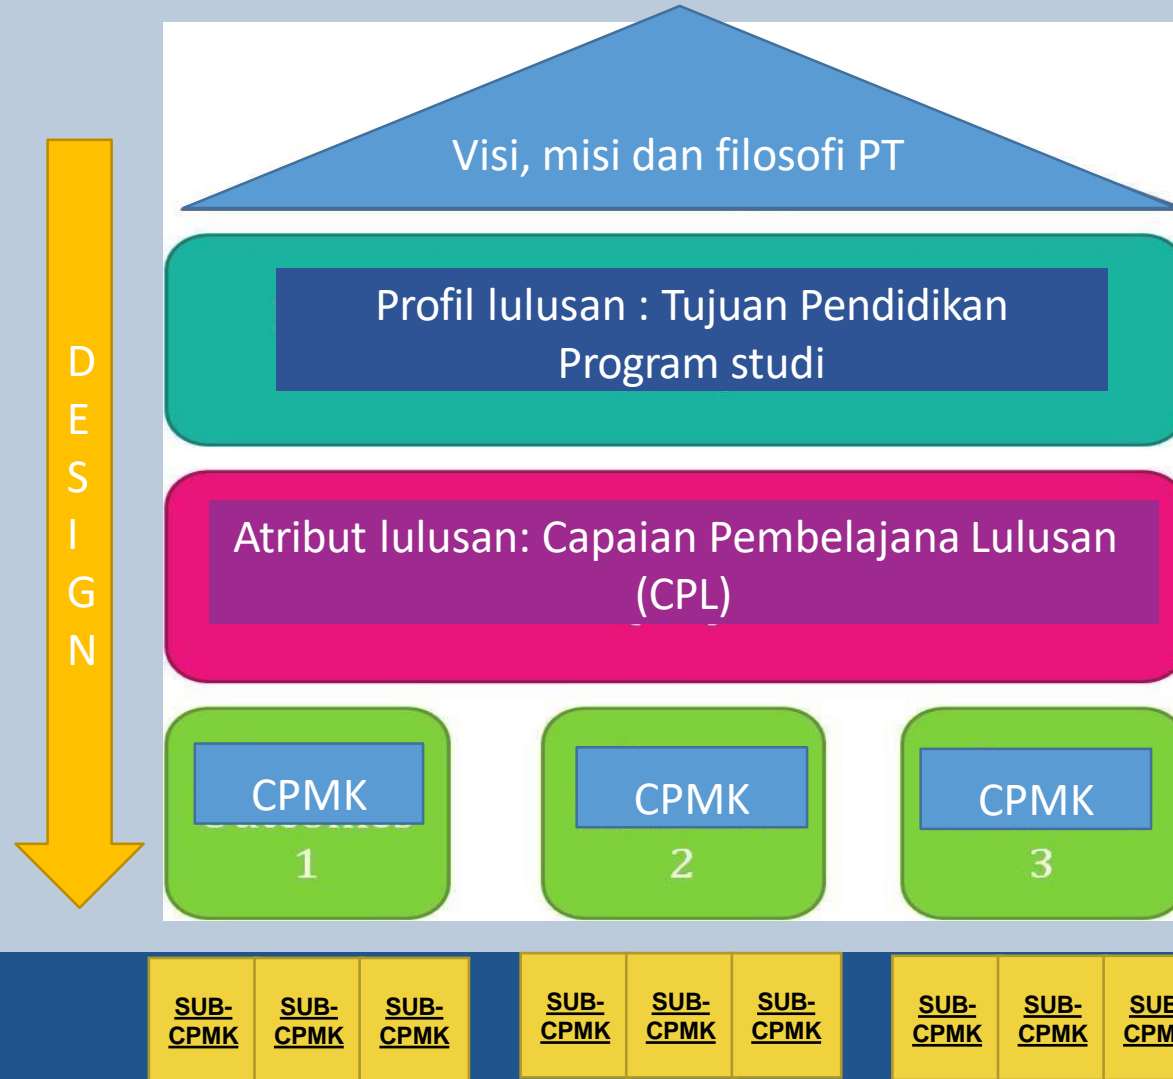 Visi, misi dan filosofi PT
Profil lulusan : Tujuan Pendidikan
Program studi
D
E
S
I
G
N
Atribut lulusan: Capaian Pembelajana Lulusan
(CPL)
CPMK
1
CPMK
2
CPMK
3
SUB-
CPMK
SUB-
CPMK
SUB-
CPMK
SUB-
CPMK
SUB-
CPMK
SUB-
CPMK
SUB-
CPMK
SUB-
CPMK